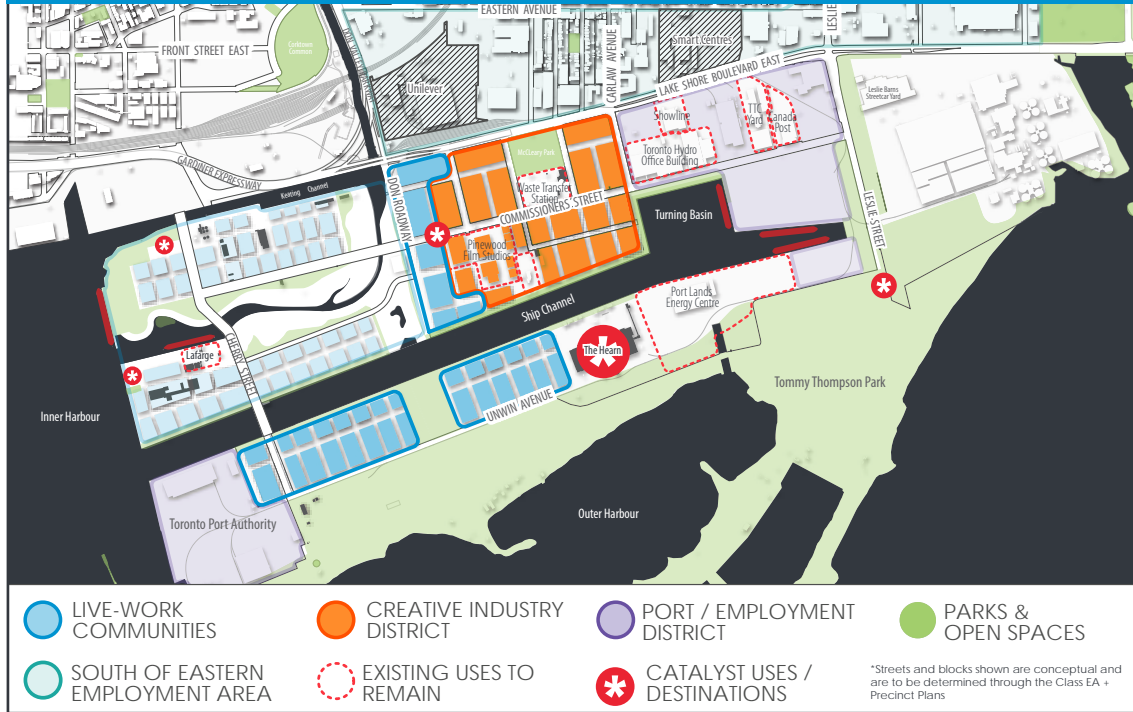 EASTERN AVENUE
FRONT STREET EAST
Corktown
Common
DON VALLEY PARKWAY
Unilever
CARLAW AVENUE
Smart Centres
LESLIE
LAKE SHORE BOULEVARD EAST
Leslie Barns
Streetcar Yard
GARDINER EXPRESSWAY
Keating Channel
DON ROADWAY
McCleary Park
Showline
TTC
Yard
Canada
Post
Toronto Hydro
Office Building
Waste Transfer
Station
COMMISSIONERS STREET
Turning Basin
LESLIE STREET
Pinewood
Film Studios
Ship Channel
Port Lands
Energy Centre
CHERRY STREET
Lafarge
The Hearn
Inner Harbour
UNWIN AVENUE
Tommy Thompson Park
Outer Harbour
Toronto Port Authority
LIVE-WORK
COMMUNITIES
CREATIVE INDUSTRY
DISTRICT
PORT / EMPLOYMENT
DISTRICT
PARKS &
OPEN SPACES
SOUTH OF EASTERN
EMPLOYMENT AREA
EXISTING USES TO
REMAIN
CATALYST USES /
DESTINATIONS
*Streets and blocks shown are conceptual and
are to be determined through the Class EA +
Precinct Plans